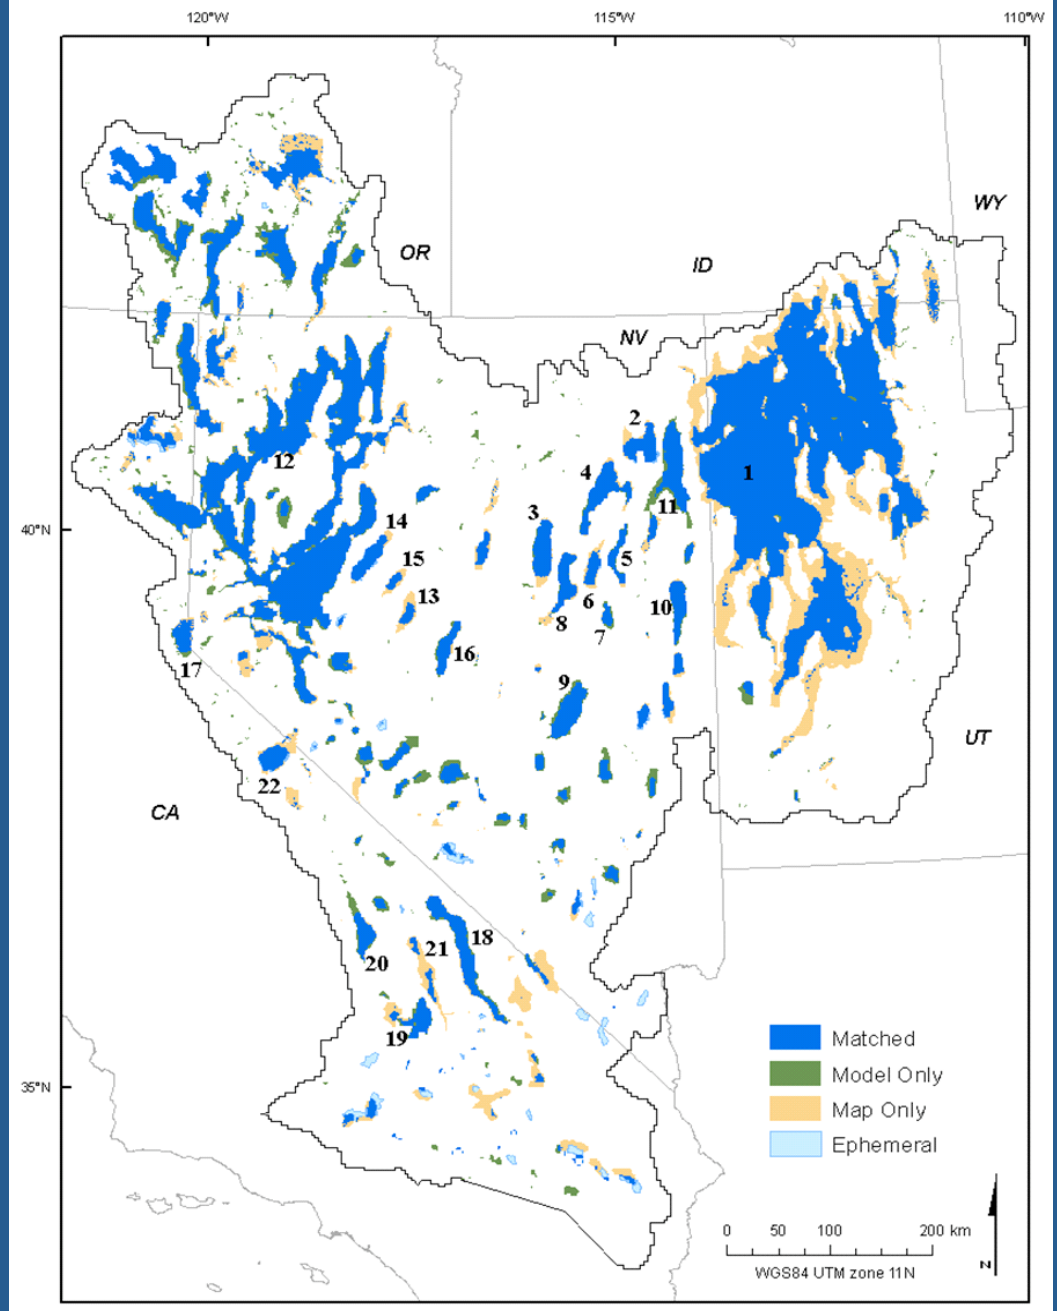 120°W 115°W 110°W
WY
OR
ID
NV
2
4
12
1
3
11
40°N
14
15
5
13
6
10
8
7
16
17
9
UT
22
CA
18
21
20
Matched
19
Model Only
35°N
Map Only
Ephemeral
0 50 100 200 km
WGS84 UTM zone 11N
N